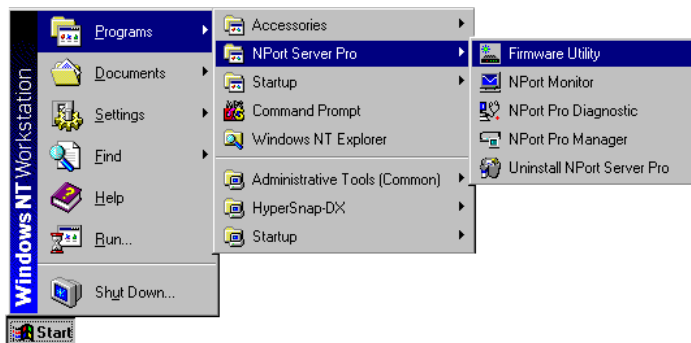 Windows NT Workstation
Programs
Documents
Settings
Find
Help
Run...
Shut Down...
Start
Accessories
NPort Server Pro
Startup
Command Prompt
Windows NT Explorer
Administrative Tools (Common)
HyperSnap-DX
Startup
Firmware Utility
NPort Monitor
NPort Pro Diagnostic
NPort Pro Manager
Uninstall NPort Server Pro